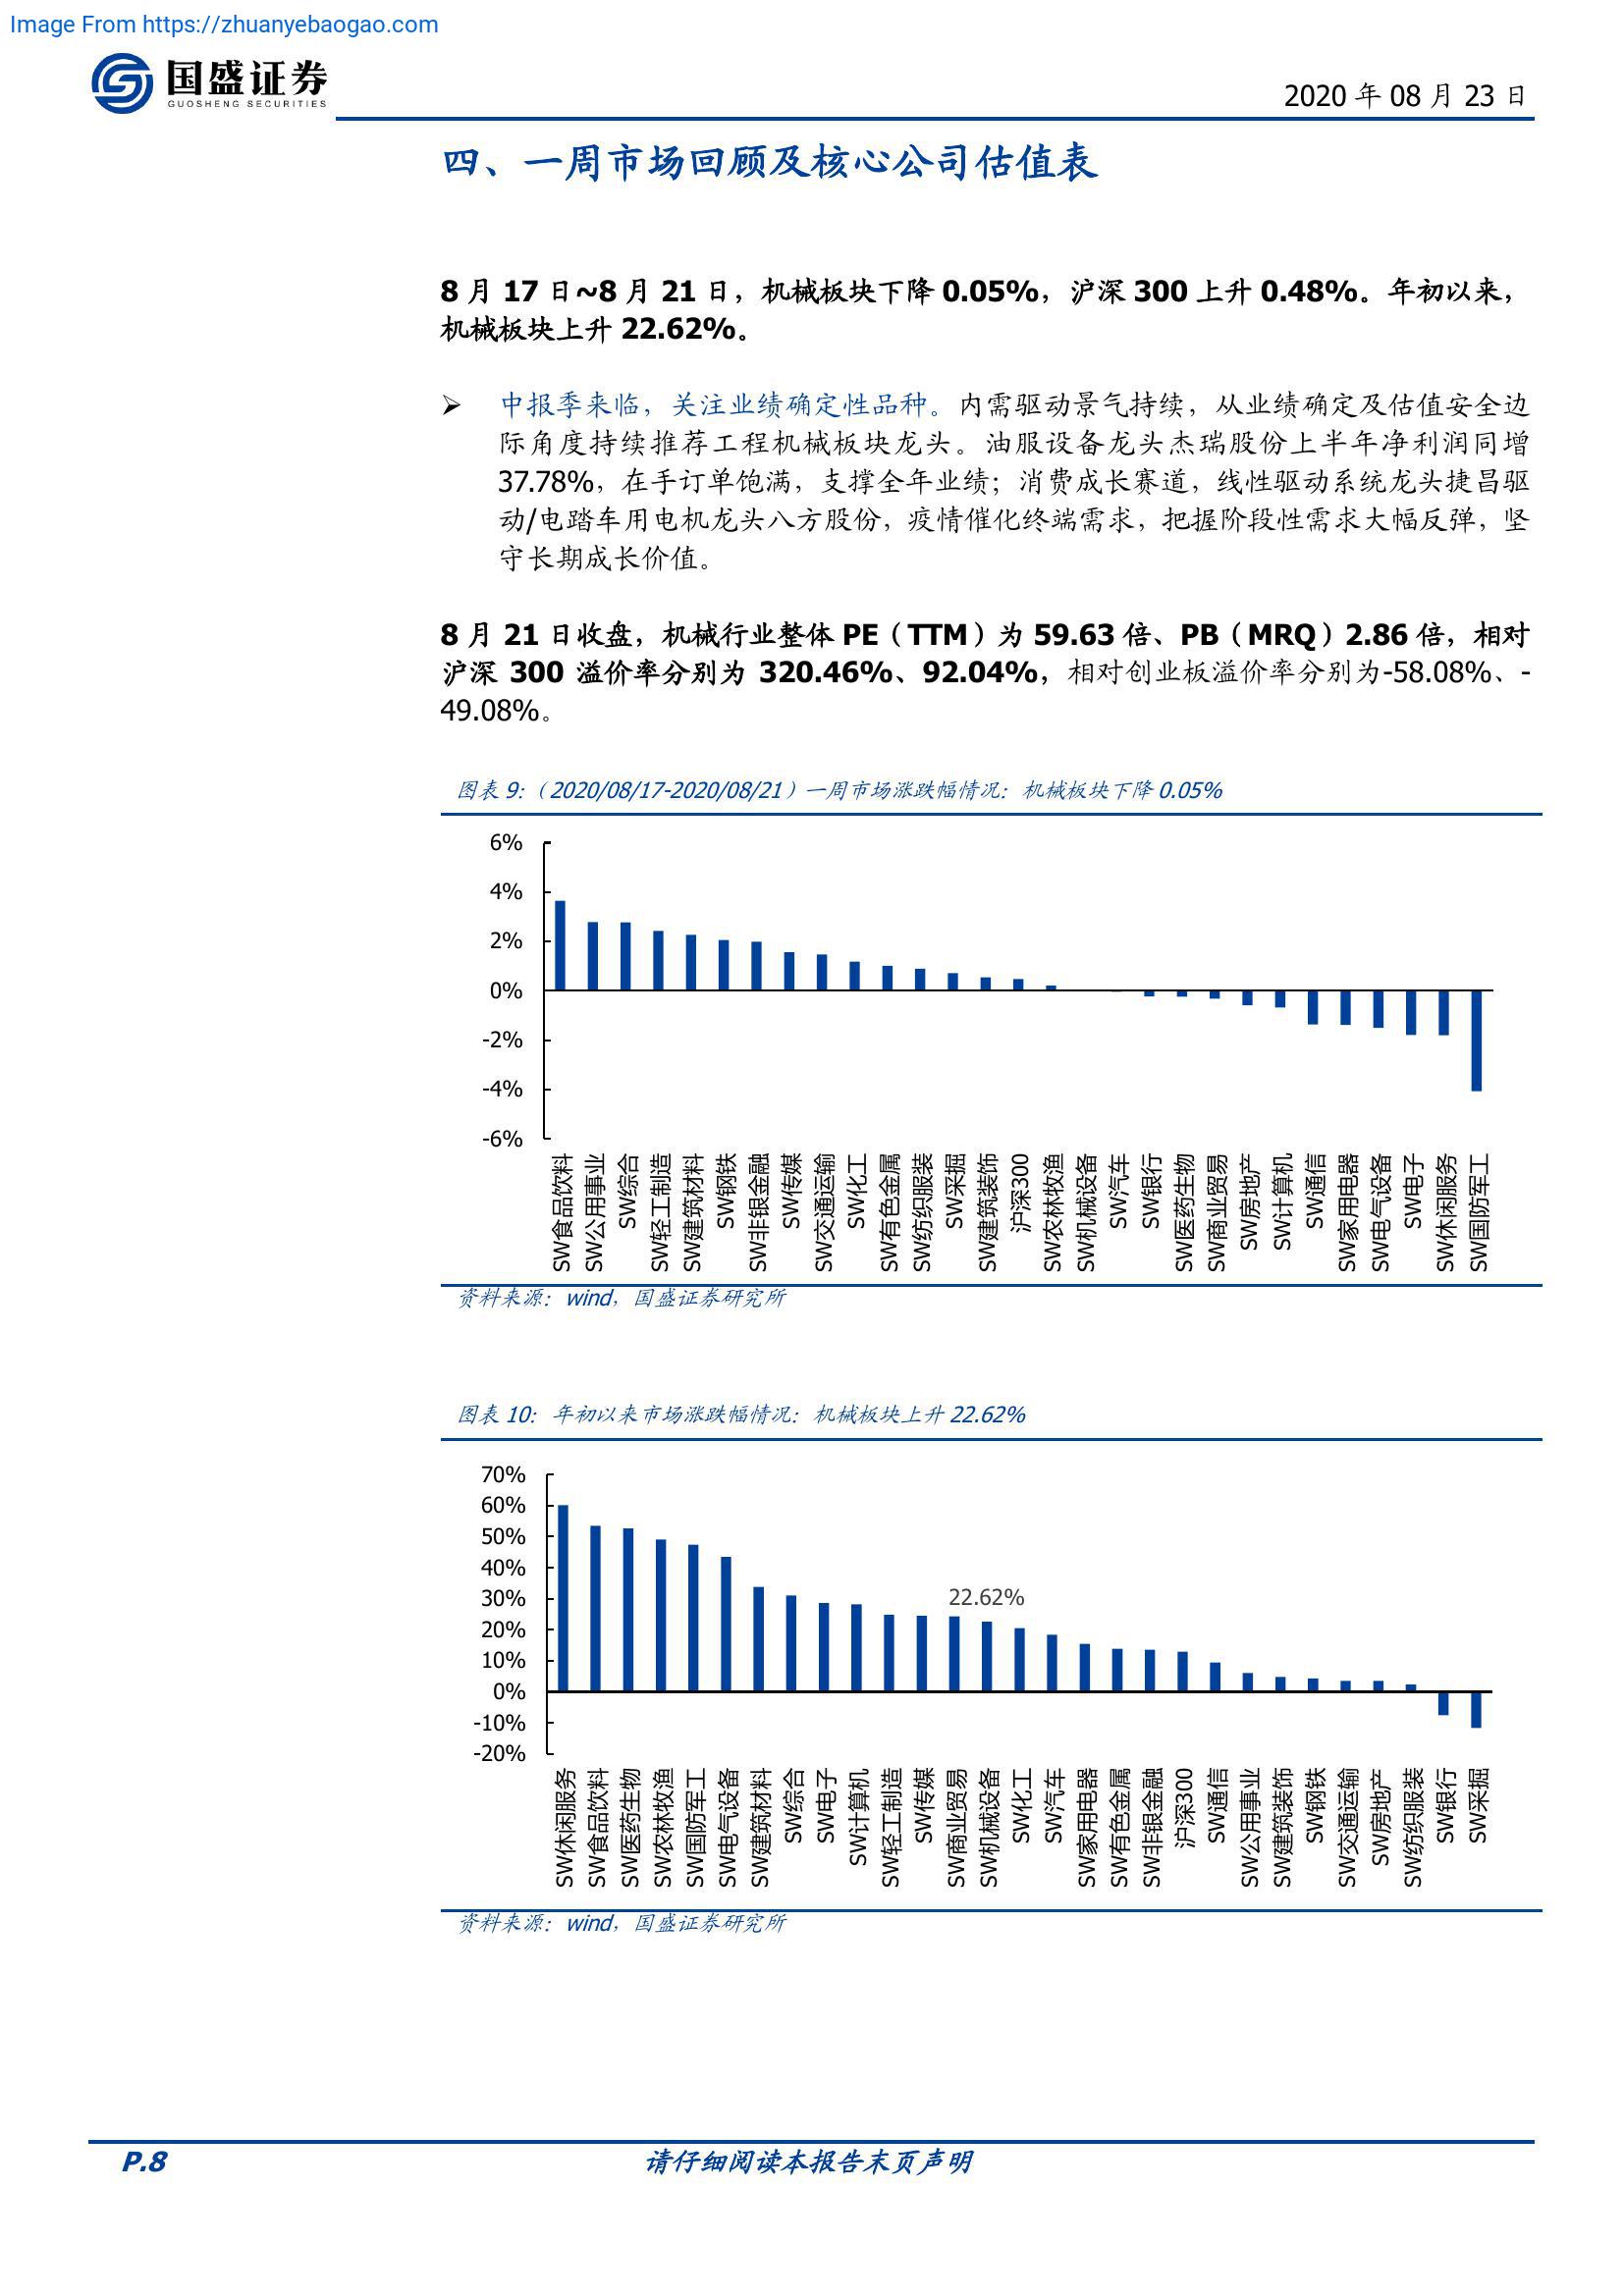 Image From https://zhuanyebaogao.com
国盛证券
GUOSHENG SECURITIES
2020 年 08 月 23 日
四、一周市场回顾及核心公司估值表
8 月 17 日~8 月 21 日，机械板块下降 0.05%，沪深 300 上升 0.48%。年初以来，
机械板块上升 22.62%。
➢ 中报季来临，关注业绩确定性品种。内需驱动景气持续，从业绩确定及估值安全边
际角度持续推荐工程机械板块龙头。油服设备龙头杰瑞股份上半年净利润同增
37.78%，在手订单饱满，支撑全年业绩；消费成长赛道，线性驱动系统龙头捷昌驱
动/电踏车用电机龙头八方股份，疫情催化终端需求，把握阶段性需求大幅反弹，坚
守长期成长价值。
8 月 21 日收盘，机械行业整体 PE（TTM）为 59.63 倍、PB（MRQ）2.86 倍，相对
沪深 300 溢价率分别为 320.46%、92.04%，相对创业板溢价率分别为-58.08%、-
49.08%。
图表 9:（2020/08/17-2020/08/21）一周市场涨跌幅情况：机械板块下降 0.05%
6%
4%
2%
0%
-2%
-4%
-6%
SW食品饮料
SW公用事业
SW综合
SW轻工制造
SW建筑材料
SW钢铁
SW非银金融
SW传媒
SW交通运输
SW化工
SW有色金属
SW纺织服装
SW采掘
SW建筑装饰
沪深300
SW农林牧渔
SW机械设备
SW汽车
SW银行
SW医药生物
SW商业贸易
SW房地产
SW计算机
SW通信
SW家用电器
SW电气设备
SW电子
SW休闲服务
SW国防军工
资料来源：wind，国盛证券研究所
图表 10: 年初以来市场涨跌幅情况：机械板块上升 22.62%
70%
60%
50%
40%
30%
20%
10%
0%
-10%
-20%
22.62%
SW休闲服务
SW食品饮料
SW医药生物
SW农林牧渔
SW国防军工
SW电气设备
SW建筑材料
SW综合
SW电子
SW计算机
SW轻工制造
SW传媒
SW商业贸易
SW机械设备
SW化工
SW汽车
SW家用电器
SW有色金属
SW非银金融
沪深300
SW通信
SW公用事业
SW建筑装饰
SW钢铁
SW交通运输
SW房地产
SW纺织服装
SW银行
SW采掘
资料来源：wind，国盛证券研究所
P.8
请仔细阅读本报告末页声明